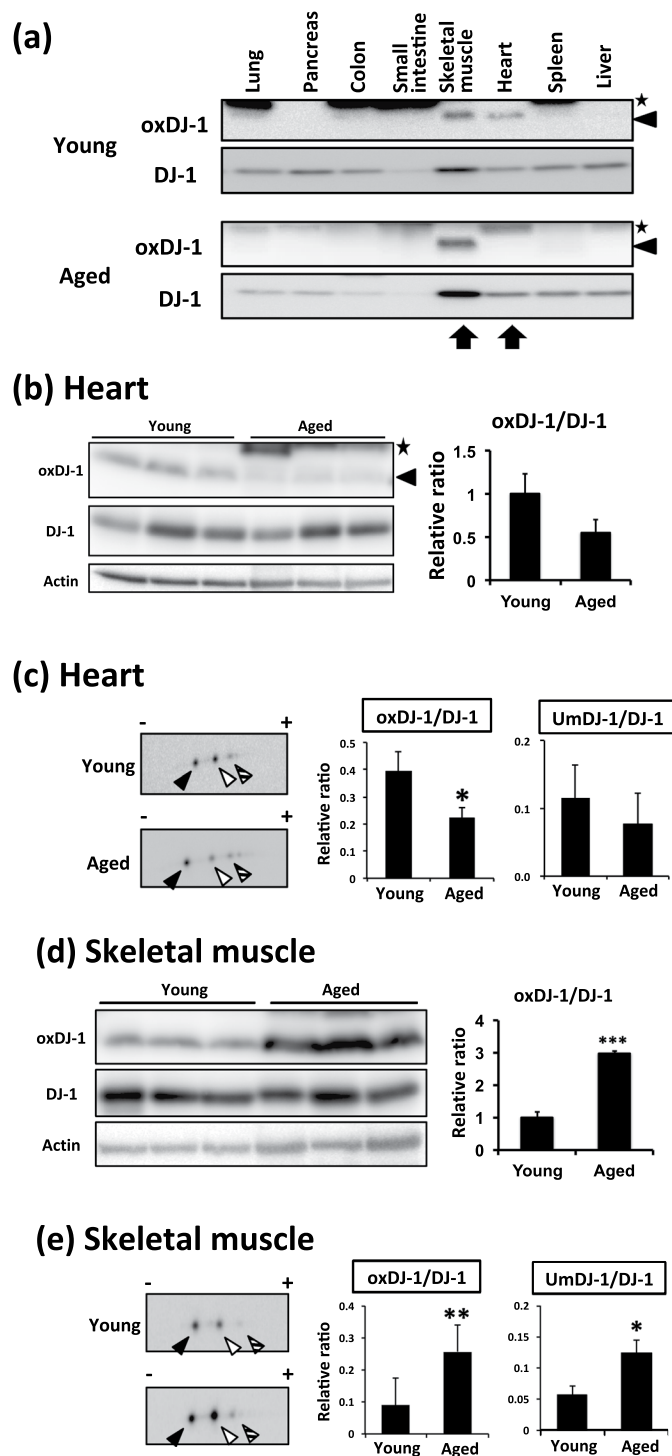 (a)
Lung
Pancreas
Colon
Small
intestine
Skeletal
muscle
Heart
Spleen
Liver
Young
oxDJ-1
★
DJ-1
Aged
oxDJ-1
★
DJ-1
(b) Heart
Young
Aged
oxDJ-1
★
DJ-1
Actin
oxDJ-1/DJ-1
Relative ratio
1.5
1
0.5
0
Young Aged
(c) Heart
- +
Young
- +
Aged
oxDJ-1/DJ-1
Relative ratio
0.5
0.4
0.3
0.2
0.1
0
*
Young Aged
UmDJ-1/DJ-1
0.2
0.1
0
Young Aged
(d) Skeletal muscle
Young
Aged
oxDJ-1
DJ-1
Actin
oxDJ-1/DJ-1
Relative ratio
4
3
2
1
0
***
Young Aged
(e) Skeletal muscle
- +
Young
- +
Aged
oxDJ-1/DJ-1
Relative ratio
0.4
0.3
0.2
0.1
0
**
Young Aged
UmDJ-1/DJ-1
0.2
0.15
0.1
0.05
0
*
Young Aged